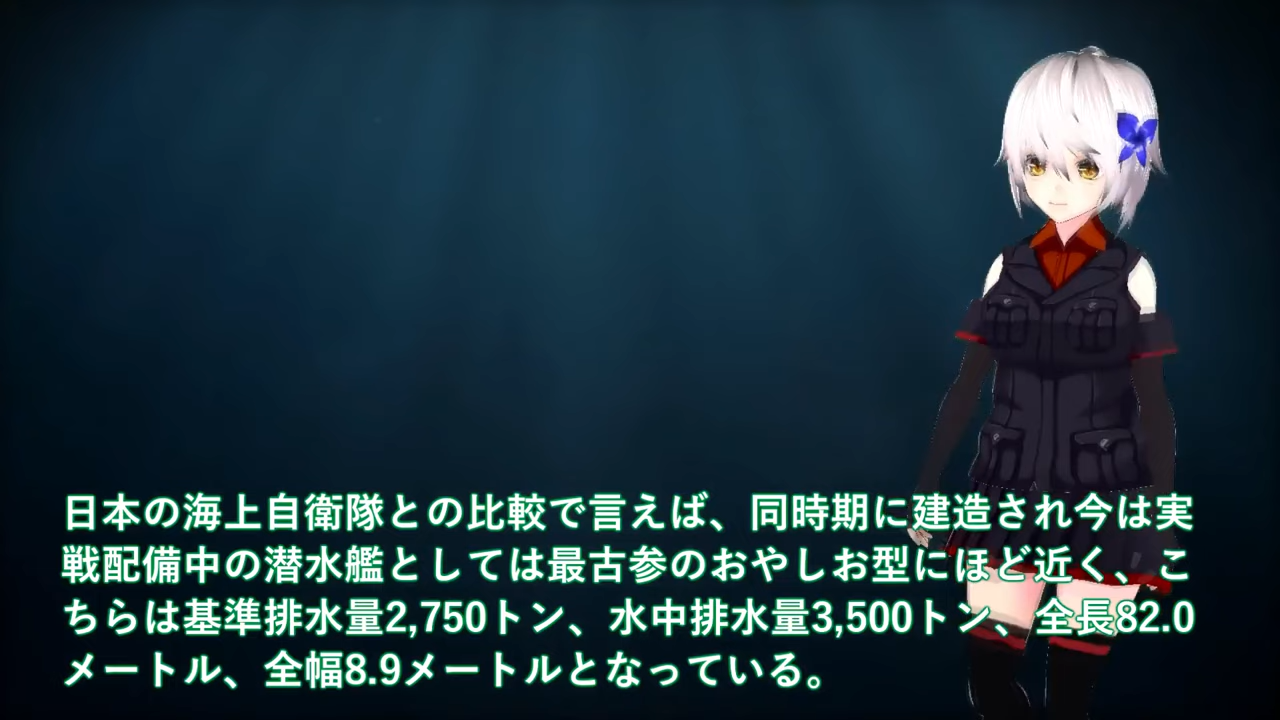 日本の海上自衛隊との比較で言えば、同時期に建造され今は実
戦配備中の潜水艦としては最古参のおやしお型にほど近く、こ
ちらは基準排水量2,750トン、水中排水量3,500トン、全長82.0
メートル、全幅8.9メートルとなっている。